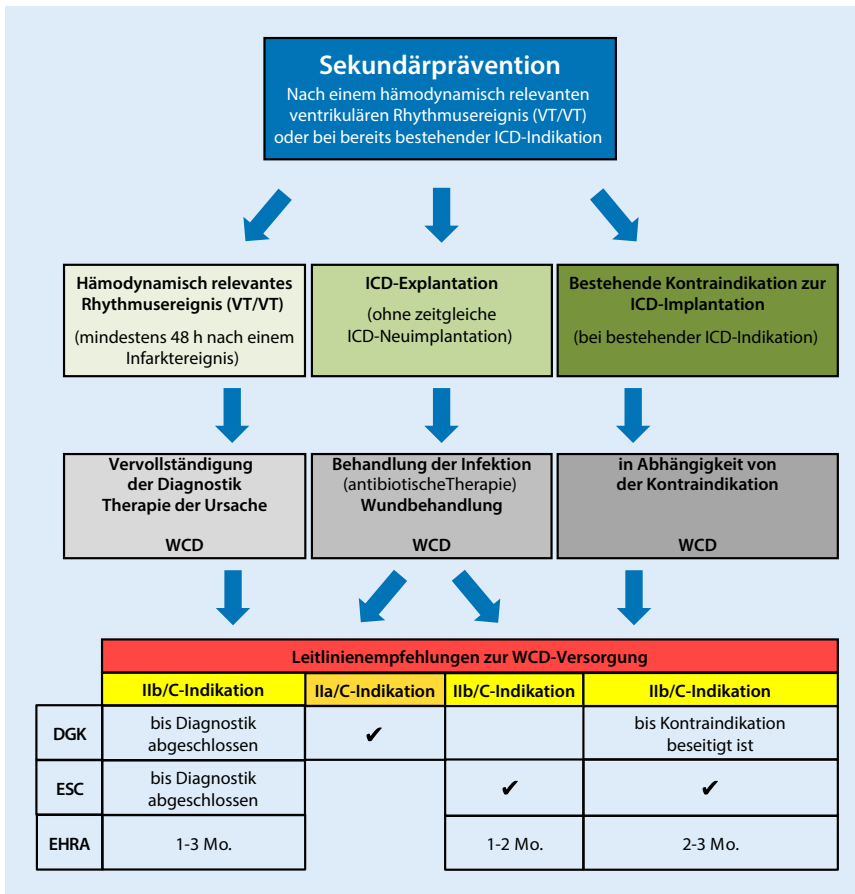 Sekundärprävention
Nach einem hämodynamisch relevanten
ventrikulären Rhythmusereignis (VT/VT)
oder bei bereits bestehender ICD-Indikation
Hämodynamisch relevantes
Rhythmusereignis (VT/VT)
(mindestens 48 h nach einem
Infarktereignis)
ICD-Explantation
(ohne zeitgleiche
ICD-Neuimplantation)
Bestehende Kontraindikation zur
ICD-Implantation
(bei bestehender ICD-Indikation)
Vervollständigung
der Diagnostik
Therapie der Ursache
WCD
Behandlung der Infektion
(antibiotischeTherapie)
Wundbehandlung
WCD
in Abhängigkeit von
der Kontraindikation
WCD
Leitlinienempfehlungen zur WCD-Versorgung
IIb/C-Indikation IIa/C-Indikation IIb/C-Indikation IIb/C-Indikation
DGK
bis Diagnostik
abgeschlossen
✔
bis Kontraindikation
beseitigt ist
ESC
bis Diagnostik
abgeschlossen
✔ ✔
EHRA 1-3 Mo. 1-2 Mo. 2-3 Mo.